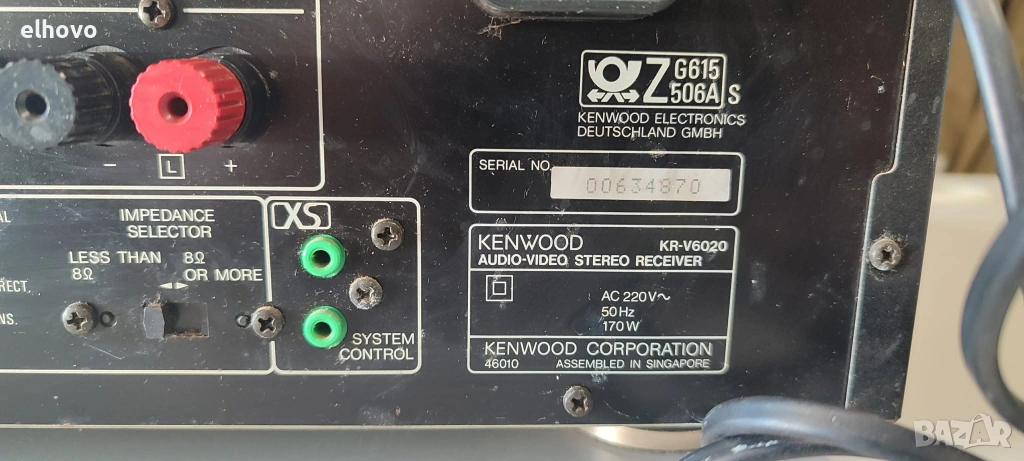 elhovo
Z G615
506A S
KENWOOD ELECTRONICS
DEUTSCHLAND GMBH
- L +
SERIAL NO.
00634870
IMPEDANCE
SELECTOR
LESS THAN 8Ω
8Ω OR MORE
RECT.
NS.
XS
SYSTEM
CONTROL
KENWOOD KR-V6020
AUDIO-VIDEO STEREO RECEIVER
AC 220V~
50Hz
170W
KENWOOD CORPORATION
46010 ASSEMBLED IN SINGAPORE
BAZAR